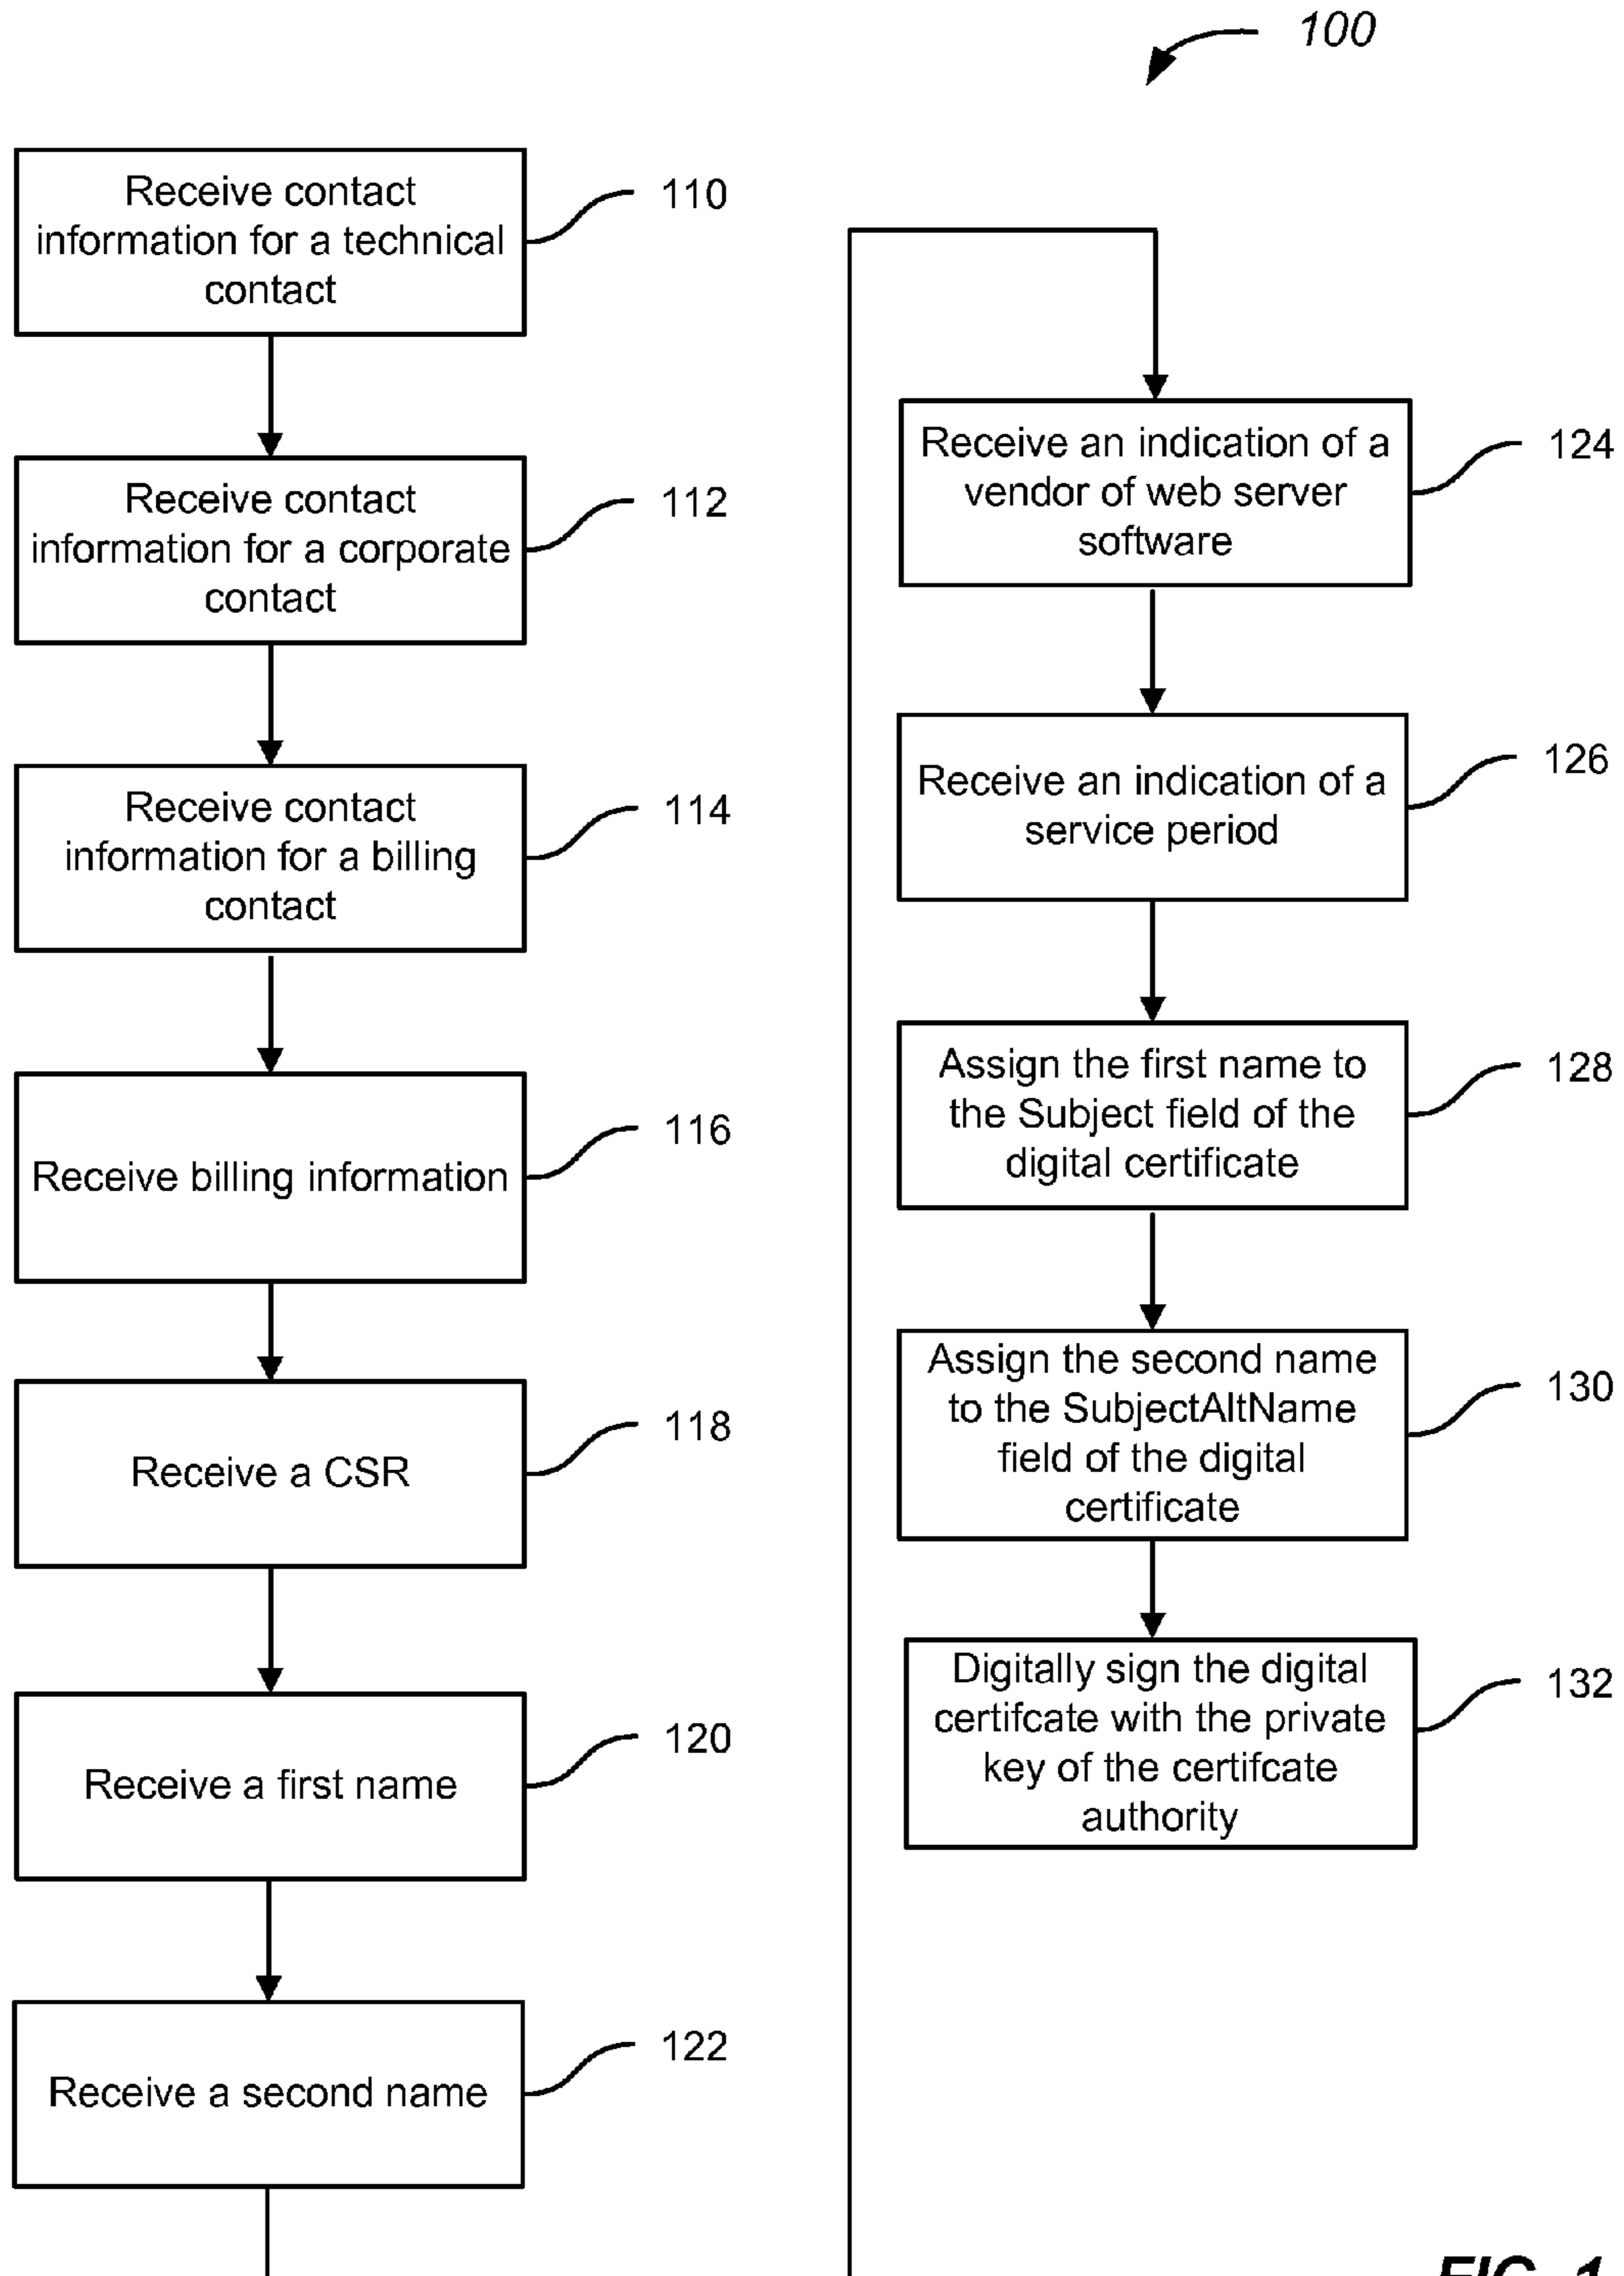 100
Receive contact
information for a technical
contact
110
Receive contact
information for a corporate
contact
112
Receive contact
information for a billing
contact
114
Receive billing information
116
Receive a CSR
118
Receive a first name
120
Receive a second name
122
Receive an indication of a
vendor of web server
software
124
Receive an indication of a
service period
126
Assign the first name to
the Subject field of the
digital certificate
128
Assign the second name
to the SubjectAltName
field of the digital
certificate
130
Digitally sign the digital
certifcate with the private
key of the certifcate
authority
132
FIG. 1